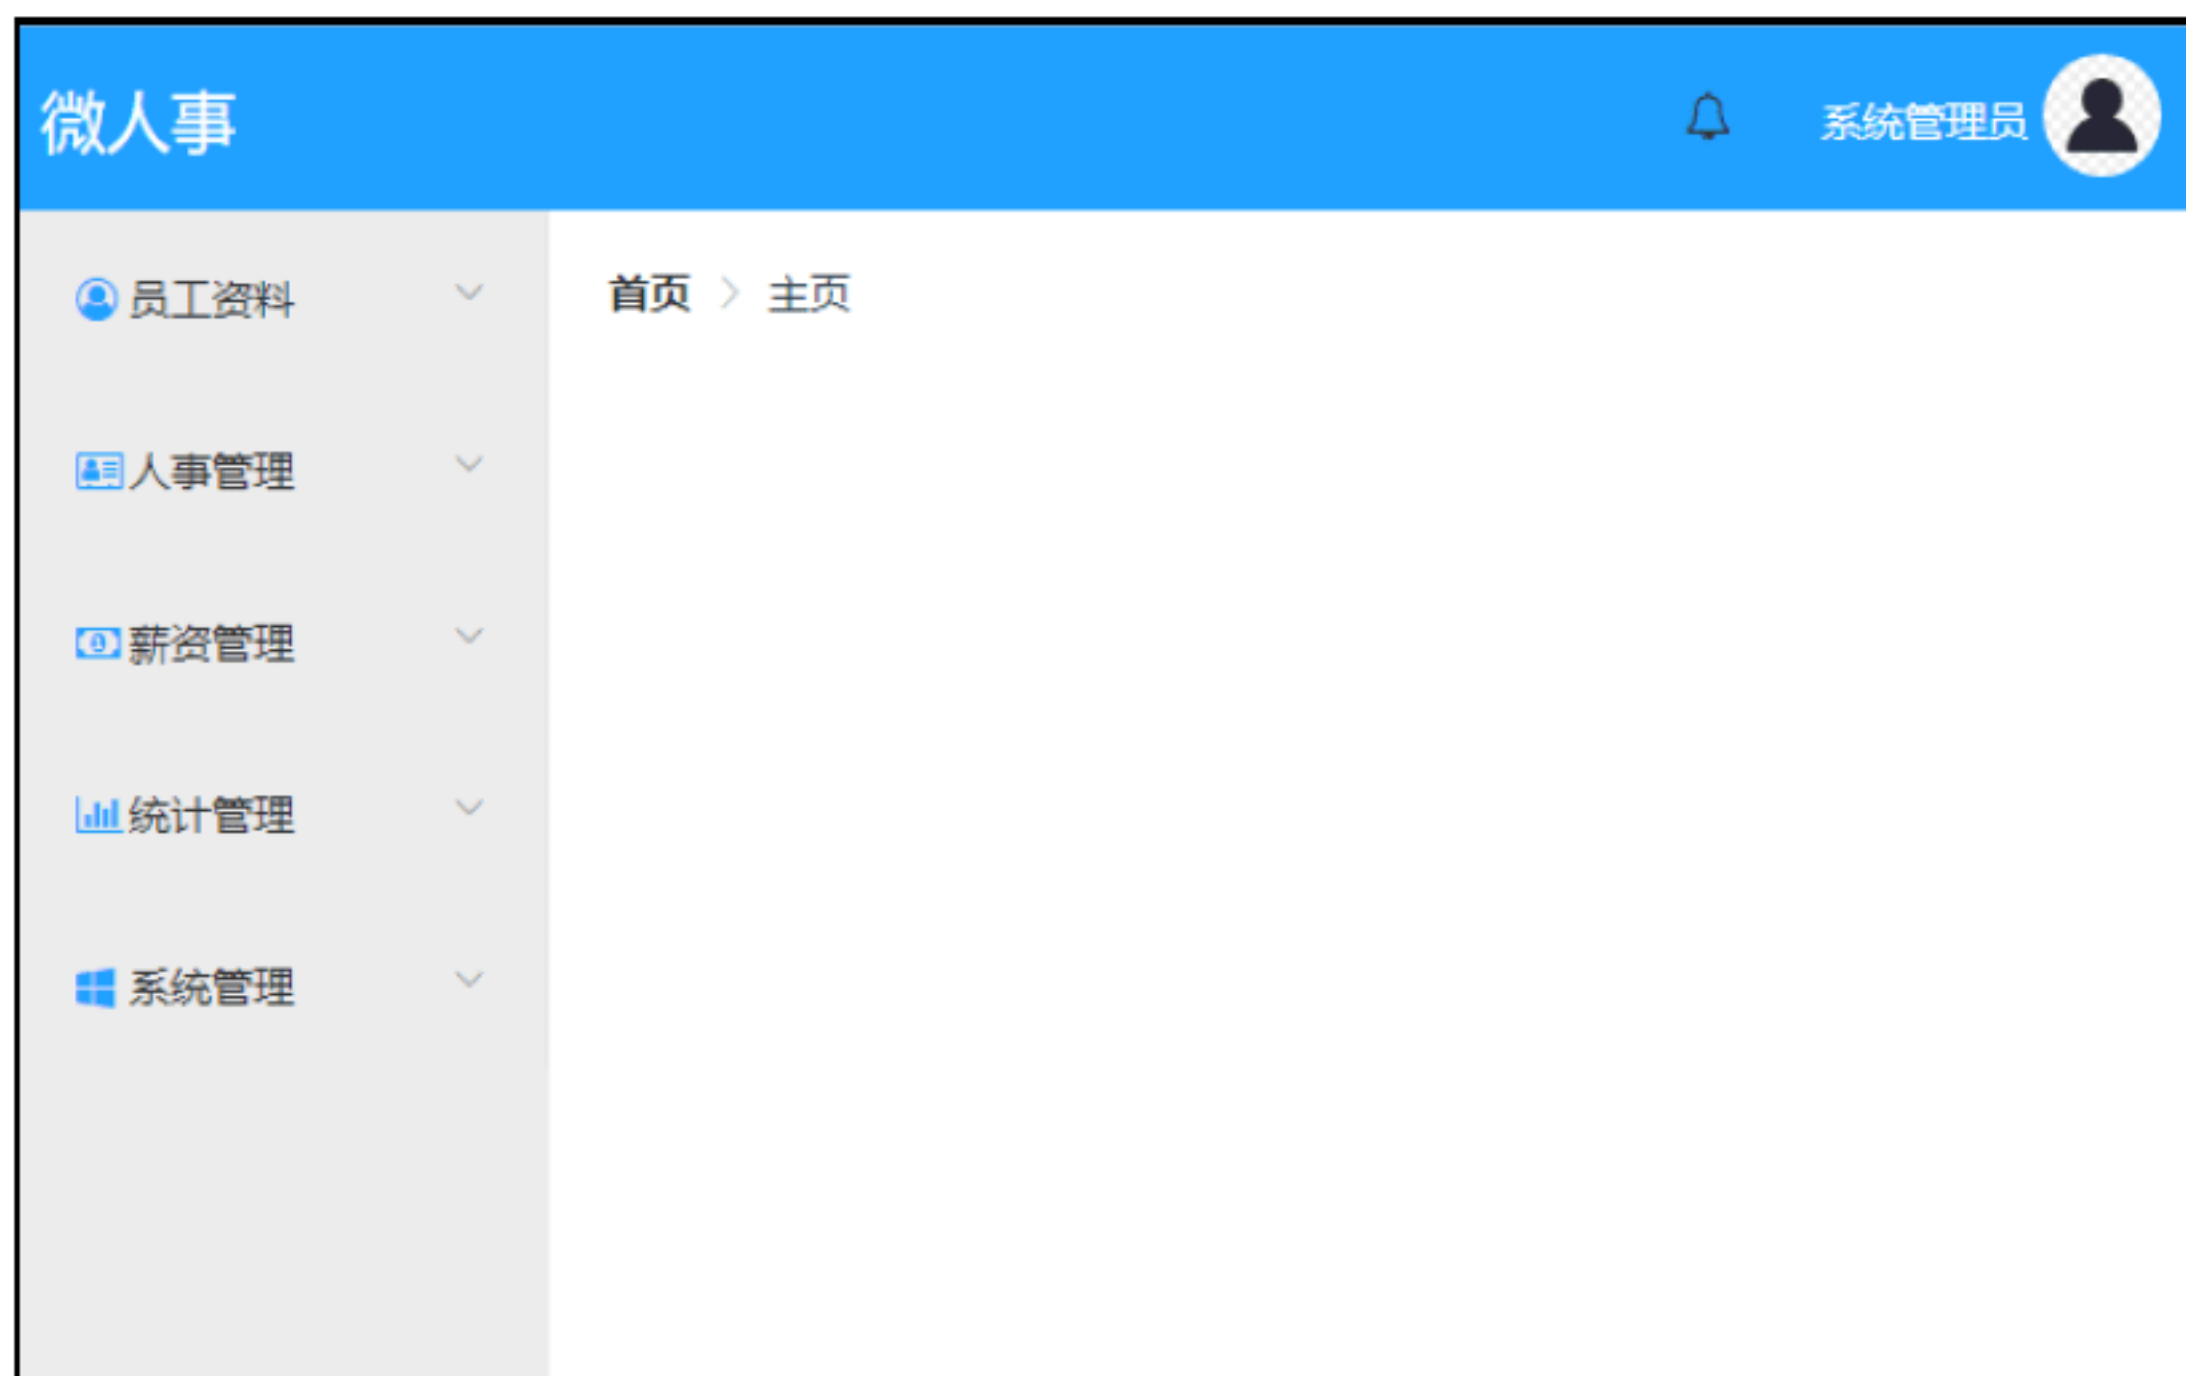 微人事
系统管理员
员工资料
人事管理
薪资管理
统计管理
系统管理
首页 > 主页